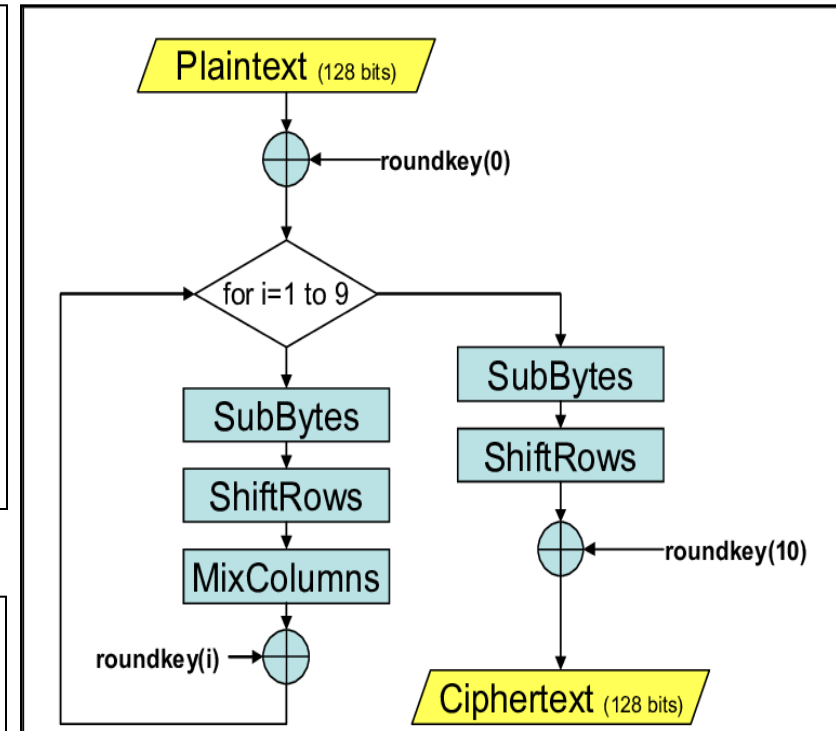 Plaintext (128 bits)
roundkey(0)
for i=1 to 9
SubBytes
ShiftRows
MixColumns
roundkey(i)
SubBytes
ShiftRows
roundkey(10)
Ciphertext (128 bits)